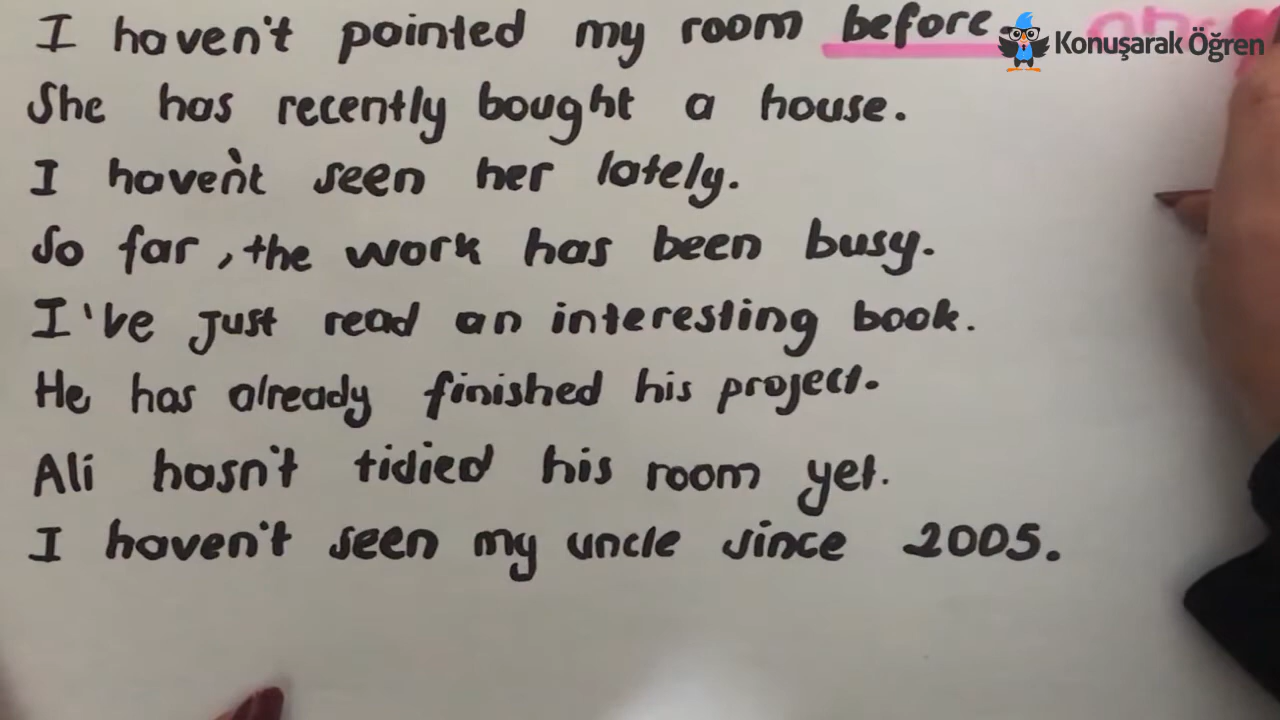 I haven't painted my room before.
Konuşarak Öğren
She has recently bought a house.
I haven't seen her lately.
So far, the work has been busy.
I've just read an interesting book.
He has already finished his project.
Ali hasn't tidied his room yet.
I haven't seen my uncle since 2005.